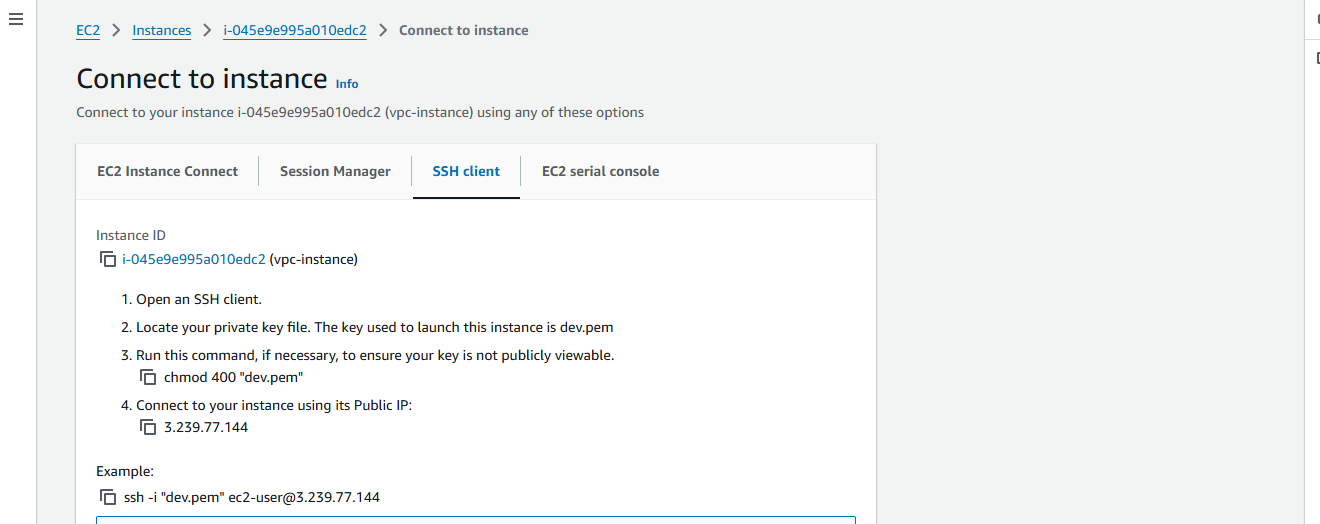 EC2 > Instances > i-045e9e995a010edc2 > Connect to instance
Connect to instance Info
Connect to your instance i-045e9e995a010edc2 (vpc-instance) using any of these options
EC2 Instance Connect Session Manager SSH client EC2 serial console
Instance ID
i-045e9e995a010edc2 (vpc-instance)
1. Open an SSH client.
2. Locate your private key file. The key used to launch this instance is dev.pem
3. Run this command, if necessary, to ensure your key is not publicly viewable.
chmod 400 "dev.pem"
4. Connect to your instance using its Public IP:
3.239.77.144
Example:
ssh -i "dev.pem" ec2-user@3.239.77.144